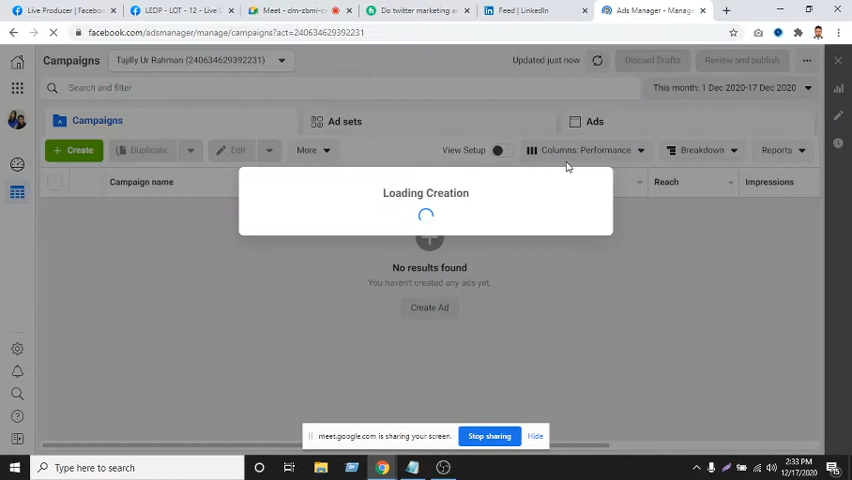 Live Producer | Faceboo
LEDP - LOT - 12 - Live C
Meet - dm-zbmi-c
Do twitter marketing a
Feed | LinkedIn
Ads Manager - Manage
facebook.com/adsmanager/manage/campaigns?act=240634629392231
Campaigns
Tajilly Ur Rahman (240634629392231)
Updated just now
Discard Drafts
Review and publish
Search and filter
This month: 1 Dec 2020-17 Dec 2020
Campaigns
Ad sets
Ads
+ Create
Duplicate
Edit
More
View Setup
Columns: Performance
Breakdown
Reports
Campaign name
Reach
Impressions
Loading Creation
No results found
You haven't created any ads yet.
Create Ad
meet.google.com is sharing your screen.
Stop sharing
Hide
Type here to search
2:33 PM
12/17/2020
15